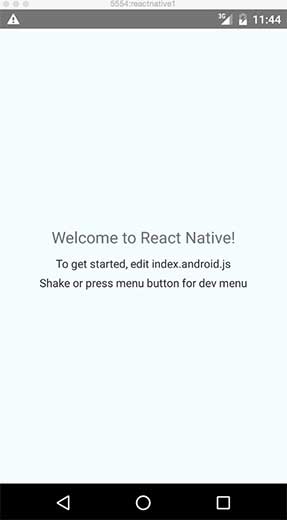 5554:reactnative1
3G 11:44
Welcome to React Native!
To get started, edit index.android.js
Shake or press menu button for dev menu